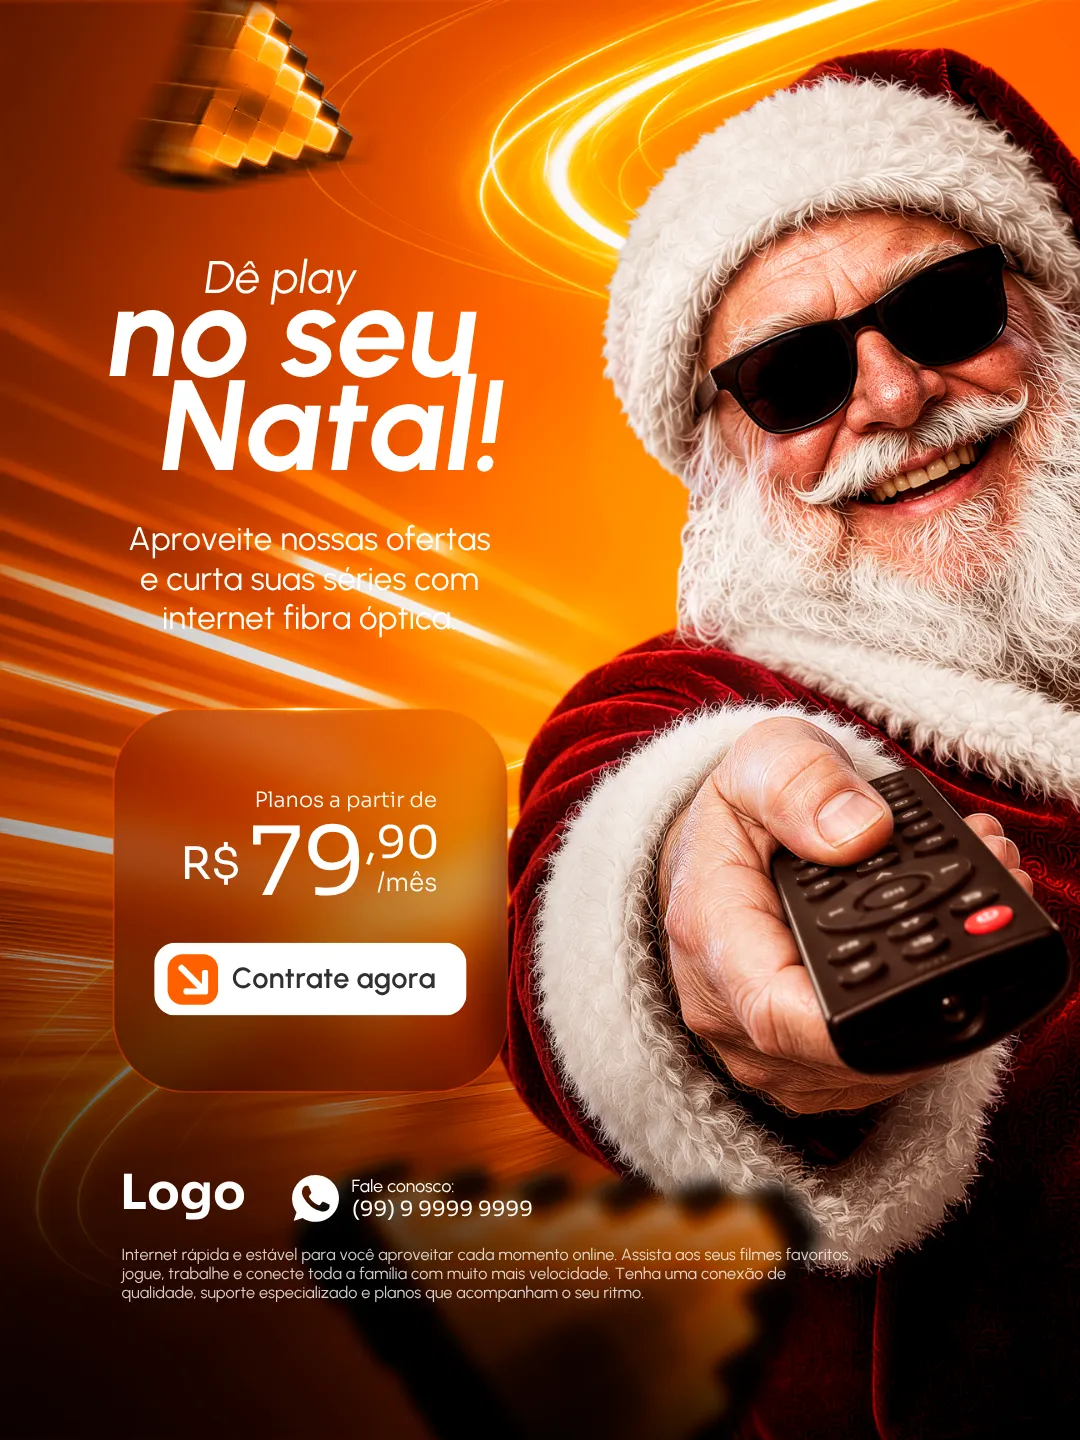 Dê play
no seu
Natal!
Aproveite nossas ofertas
e curta suas séries com
internet fibra óptica.
Planos a partir de
R$ 79,90
/mês
Contrate agora
Logo
Fale conosco:
(99) 9 9999 9999
Internet rápida e estável para você aproveitar cada momento online. Assista aos seus filmes favoritos,
jogue, trabalhe e conecte toda a família com muito mais velocidade. Tenha uma conexão de
qualidade, suporte especializado e planos que acompanham o seu ritmo.